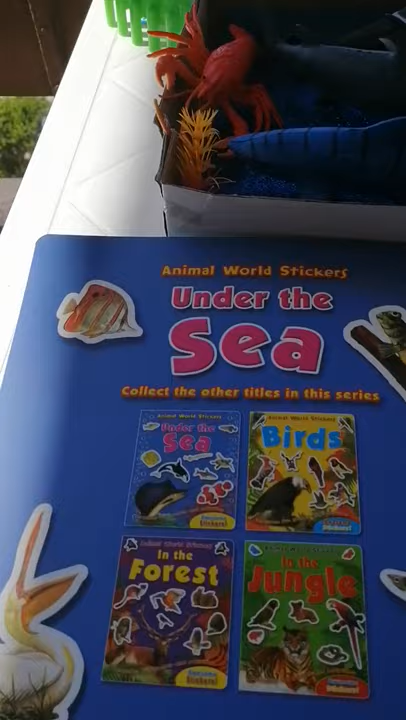 Animal World Stickers
Under the
Sea
Collect the other titles in this series
Animal World Stickers
Under the
Sea
Animal World Stickers
Birds
Animal World Stickers
In the
Forest
Animal World Stickers
In the
Jungle